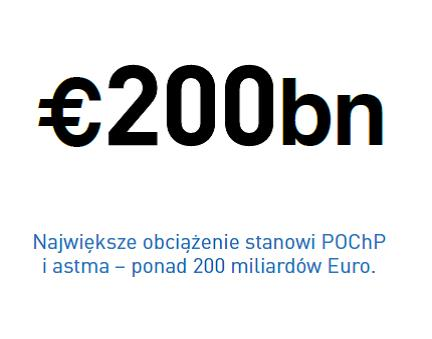 €200bn
Największe obciążenie stanowi POChP
i astma – ponad 200 miliardów Euro.